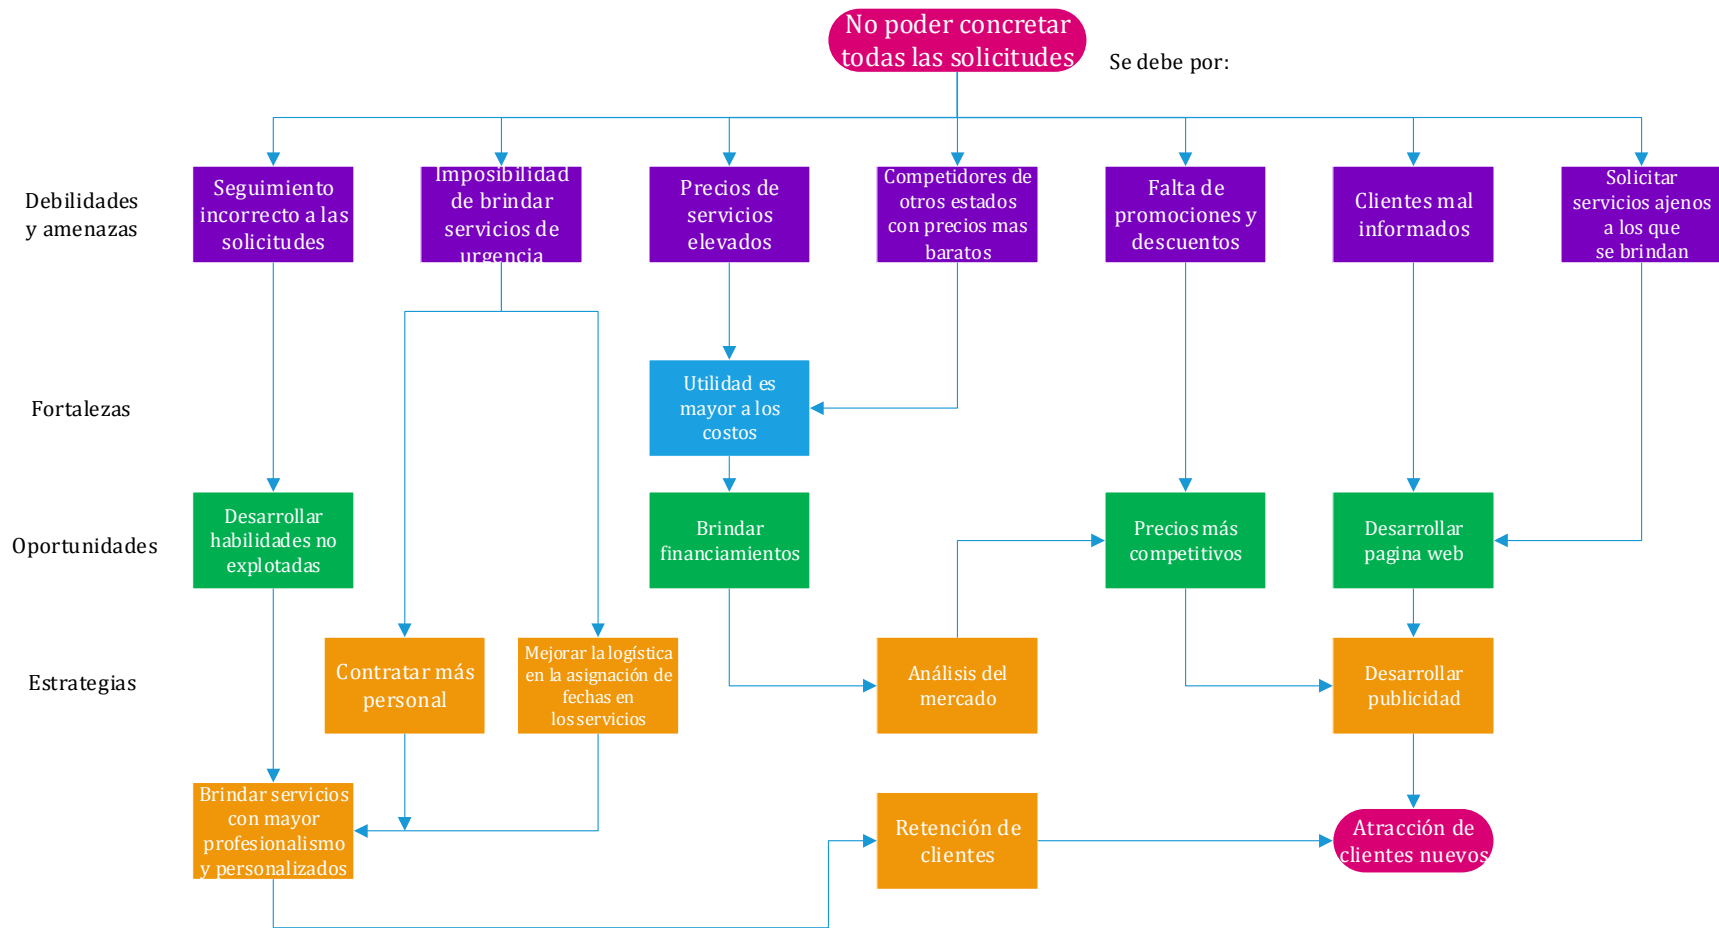 No poder concretar
todas las solicitudes
Se debe por:
Debilidades
y amenazas
Seguimiento
incorrecto a las
solicitudes
Imposibilidad
de brindar
servicios de
urgencia
Precios de
servicios
elevados
Competidores de
otros estados
con precios mas
baratos
Falta de
promociones y
descuentos
Clientes mal
informados
Solicitar
servicios ajenos
a los que
se brindan
Fortalezas
Utilidad es
mayor a los
costos
Oportunidades
Desarrollar
habilidades no
explotadas
Brindar
financiamientos
Precios más
competitivos
Desarrollar
pagina web
Estrategias
Contratar más
personal
Mejorar la logística
en la asignación de
fechas en
los servicios
Análisis del
mercado
Desarrollar
publicidad
Brindar servicios
con mayor
profesionalismo
y personalizados
Retención de
clientes
Atracción de
clientes nuevos